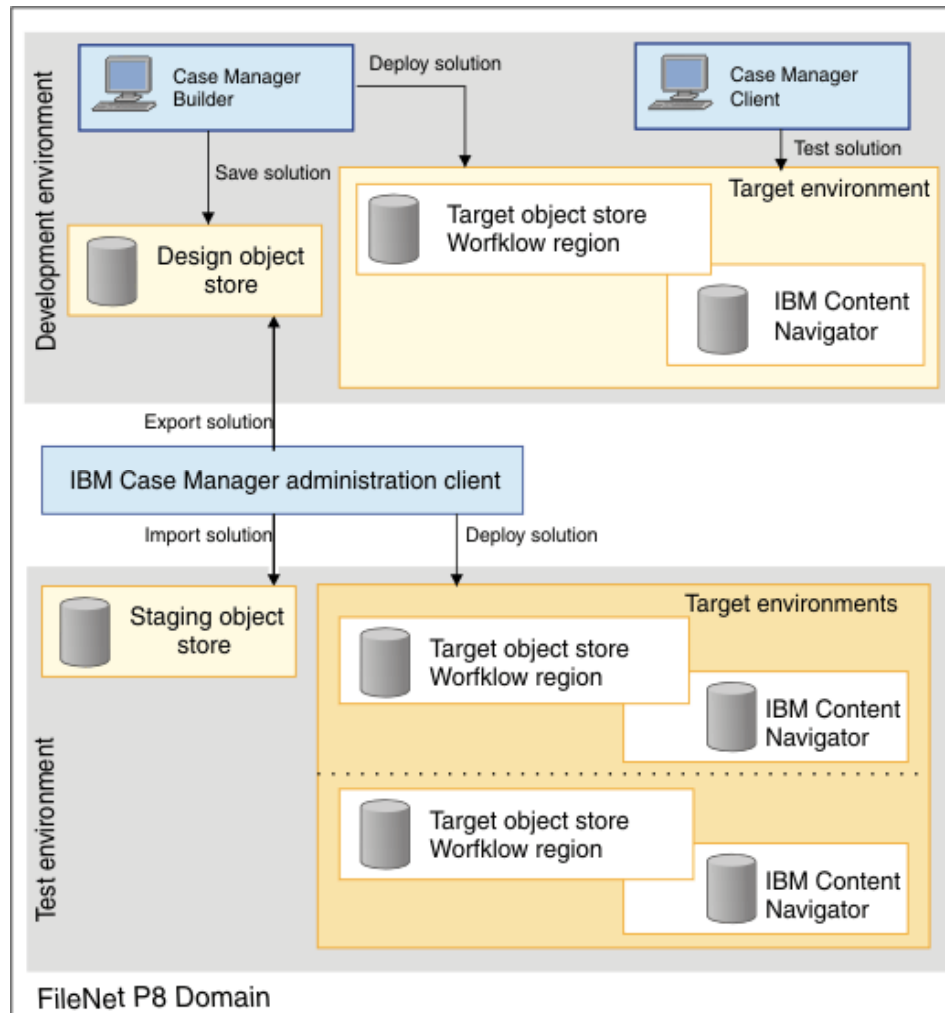 Development environment
Case Manager
Builder
Deploy solution
Case Manager
Client
Save solution
Test solution
Target environment
Target object store
Worfklow region
Design object
store
IBM Content
Navigator
Export solution
IBM Case Manager administration client
Import solution
Deploy solution
Test environment
Staging object
store
Target environments
Target object store
Worfklow region
IBM Content
Navigator
Target object store
Worfklow region
IBM Content
Navigator
FileNet P8 Domain